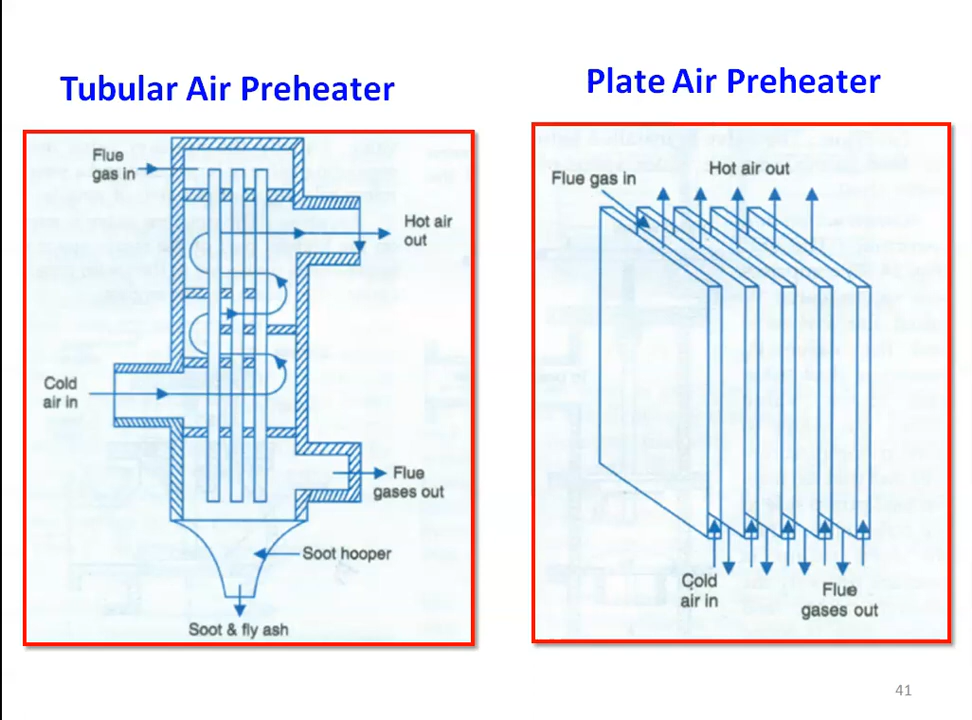 Tubular Air Preheater
Flue
gas in
Hot air
out
Cold
air in
Flue
gases out
Soot hooper
Soot & fly ash
Plate Air Preheater
Flue gas in
Hot air out
Cold
air in
Flue
gases out
41